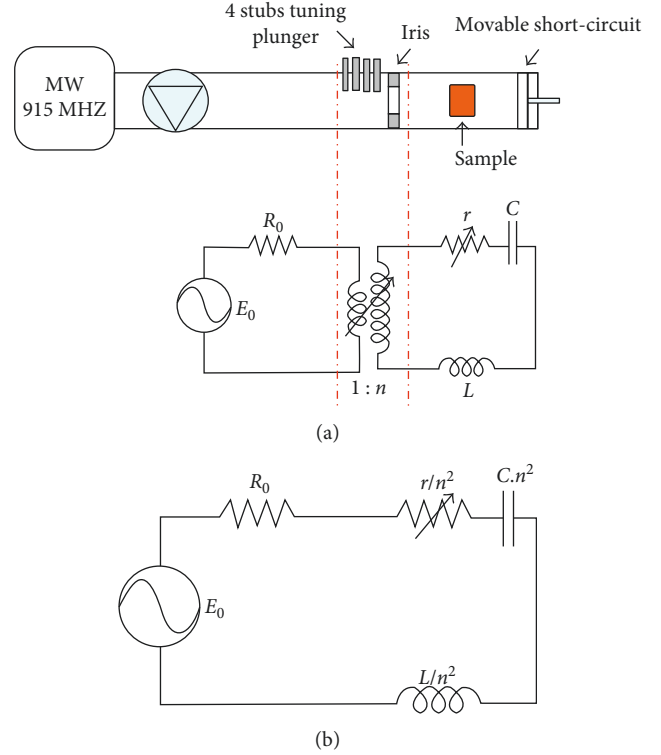 4 stubs tuning
plunger
Iris
Movable short-circuit
MW
915 MHZ
Sample
R₀
r
C
E₀
1 : n
L
(a)
R₀
r/n²
C.n²
E₀
L/n²
(b)